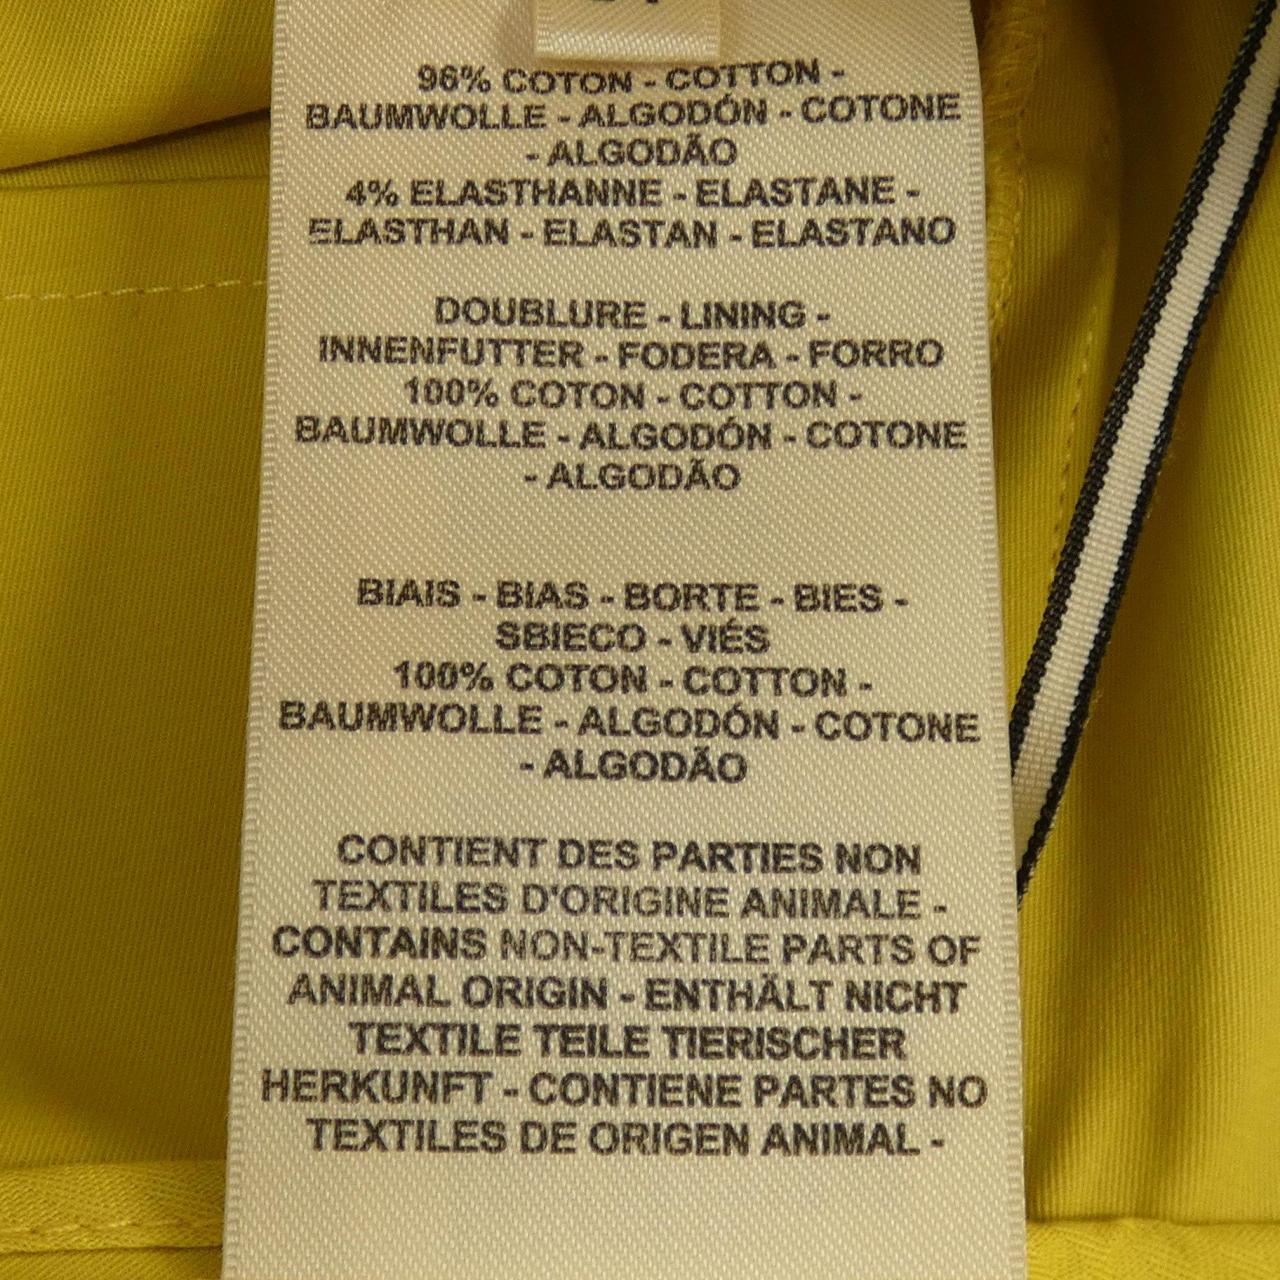 96% COTON - COTTON -
BAUMWOLLE - ALGODÓN - COTONE
- ALGODÃO
4% ELASTHANNE - ELASTANE -
ELASTHAN - ELASTAN - ELASTANO
DOUBLURE - LINING -
INNENFUTTER - FODERA - FORRO
100% COTON - COTTON -
BAUMWOLLE - ALGODÓN - COTONE
- ALGODÃO
BIAIS - BIAS - BORTE - BIES -
SBIECO - VIÉS
100% COTON - COTTON -
BAUMWOLLE - ALGODÓN - COTONE
- ALGODÃO
CONTIENT DES PARTIES NON
TEXTILES D'ORIGINE ANIMALE -
CONTAINS NON-TEXTILE PARTS OF
ANIMAL ORIGIN - ENTHÄLT NICHT
TEXTILE TEILE TIERISCHER
HERKUNFT - CONTIENE PARTES NO
TEXTILES DE ORIGEN ANIMAL -